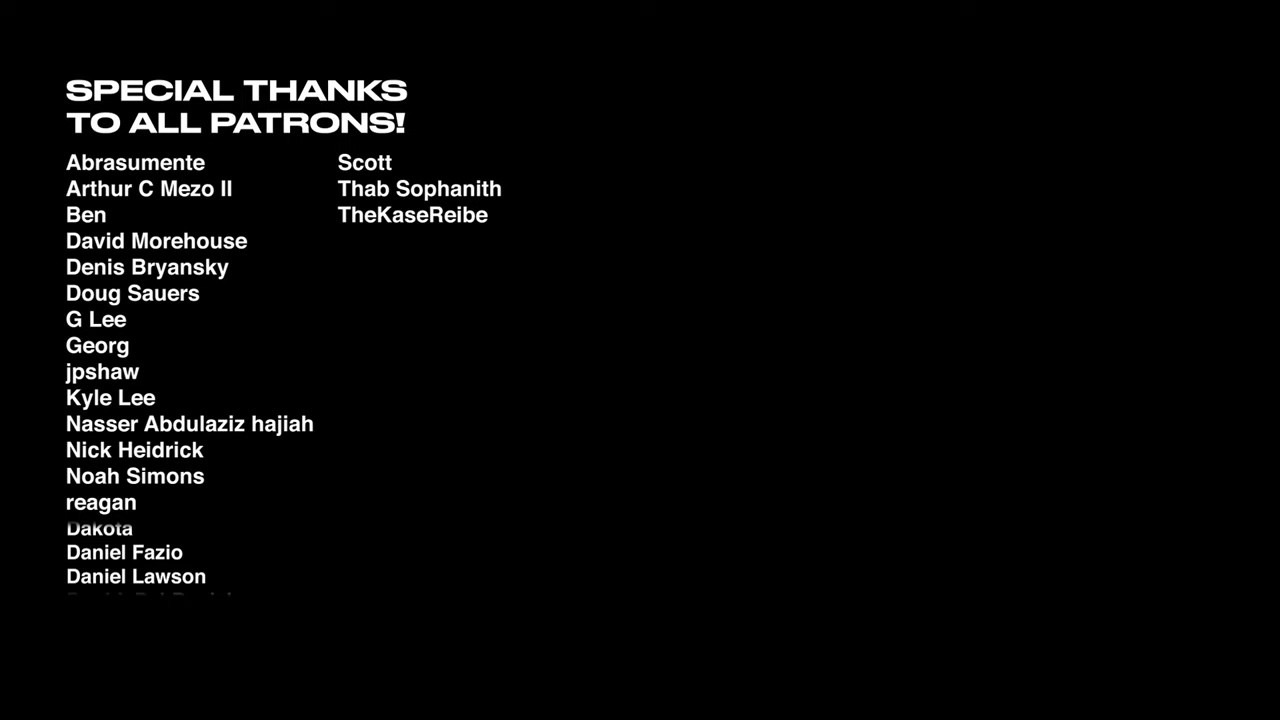 SPECIAL THANKS
TO ALL PATRONS!
Abrasumente
Arthur C Mezo II
Ben
David Morehouse
Denis Bryansky
Doug Sauers
G Lee
Georg
jpshaw
Kyle Lee
Nasser Abdulaziz hajiah
Nick Heidrick
Noah Simons
reagan
Scott
Thab Sophanith
TheKaseReibe
Dakota
Daniel Fazio
Daniel Lawson